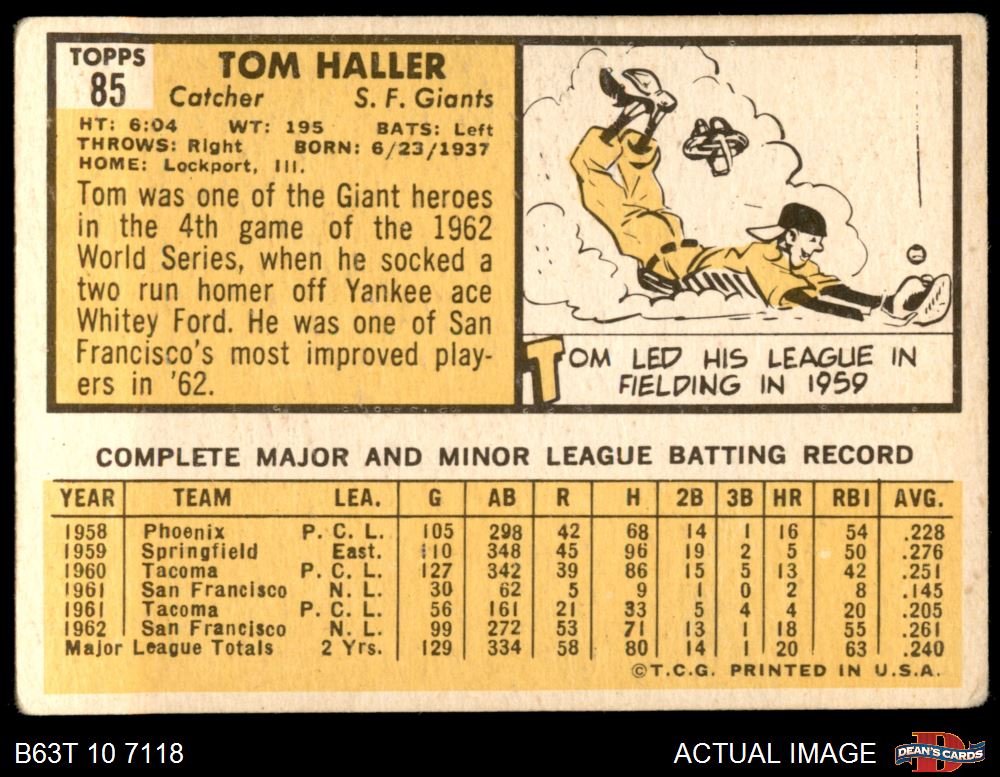 TOPPS
85
TOM HALLER
Catcher S. F. Giants
HT: 6:04 WT: 195 BATS: Left
THROWS: Right BORN: 6/23/1937
HOME: Lockport, Ill.
Tom was one of the Giant heroes
in the 4th game of the 1962
World Series, when he socked a
two run homer off Yankee ace
Whitey Ford. He was one of San
Francisco's most improved play-
ers in '62.
TOM LED HIS LEAGUE IN
FIELDING IN 1959
COMPLETE MAJOR AND MINOR LEAGUE BATTING RECORD
YEAR TEAM LEA. G AB R H 2B 3B HR RBI AVG.
1958 Phoenix P. C. L. 105 298 42 68 14 1 16 54 .228
1959 Springfield East. 110 348 45 96 19 2 5 50 .276
1960 Tacoma P. C. L. 127 342 39 86 15 5 13 42 .251
1961 San Francisco N. L. 30 62 5 9 1 0 2 8 .145
1961 Tacoma P. C. L. 56 161 21 33 5 4 4 20 .205
1962 San Francisco N. L. 99 272 53 71 13 1 18 55 .261
Major League Totals 2 Yrs. 129 334 58 80 14 1 20 63 .240
©T.C.G. PRINTED IN U.S.A.
B63T 10 7118 ACTUAL IMAGE DEAN'S CARDS